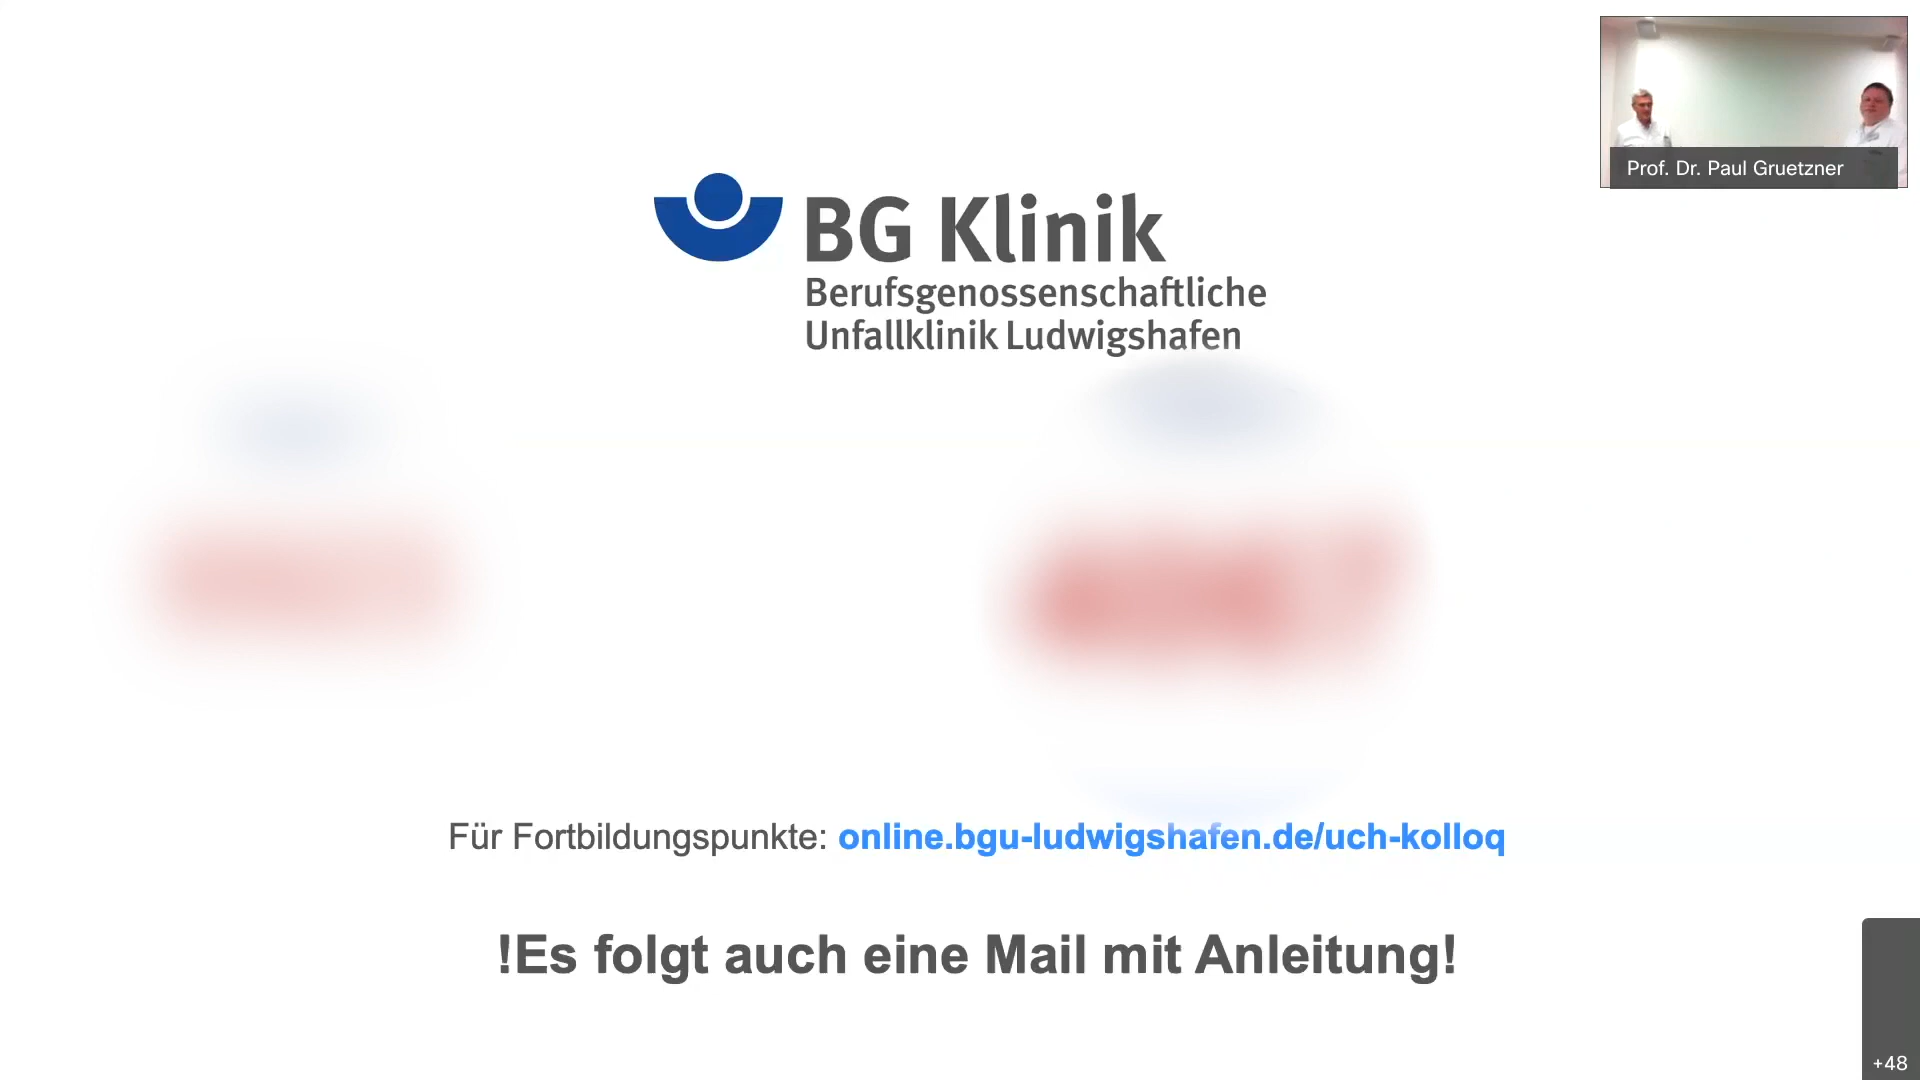 Prof. Dr. Paul Gruetzner
BG Klinik
Berufsgenossenschaftliche
Unfallklinik Ludwigshafen
Für Fortbildungspunkte: online.bgu-ludwigshafen.de/uch-kolloq
!Es folgt auch eine Mail mit Anleitung!
+48